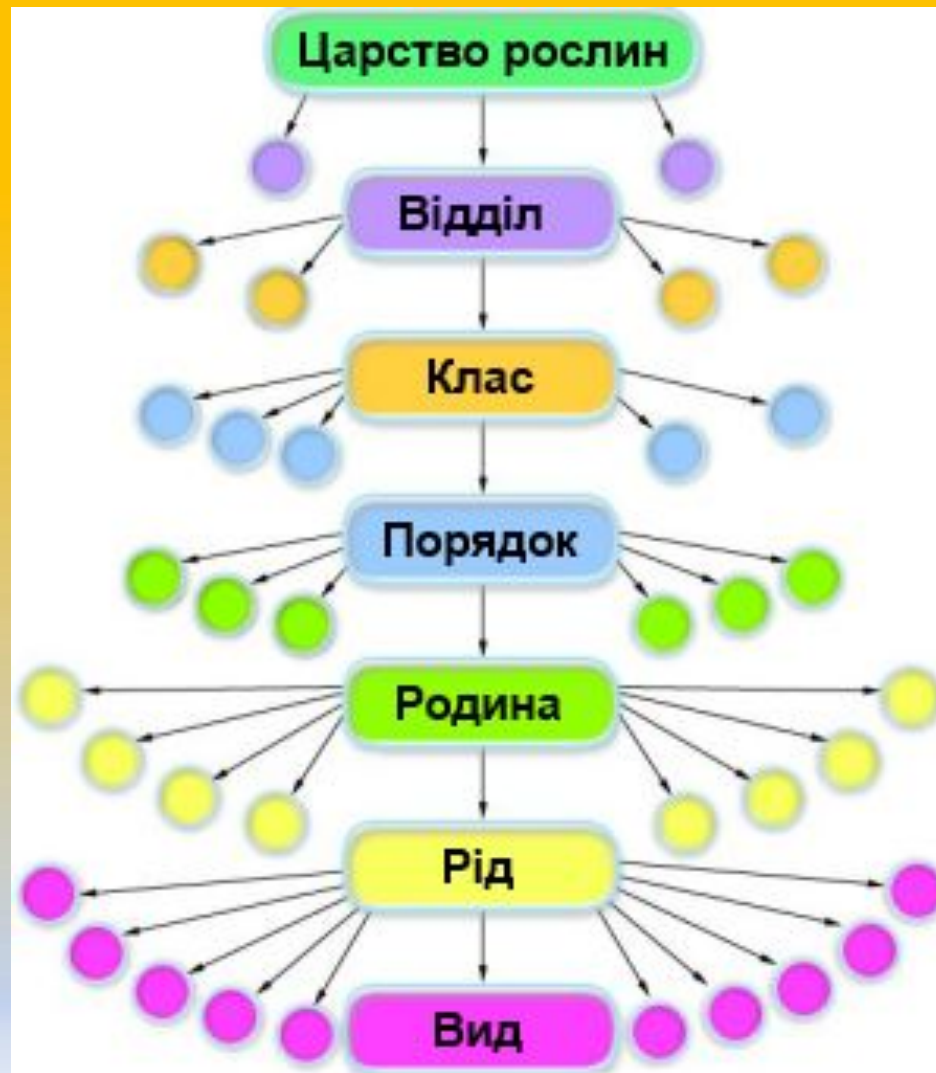 Царство рослин
Відділ
Клас
Порядок
Родина
Рід
Вид